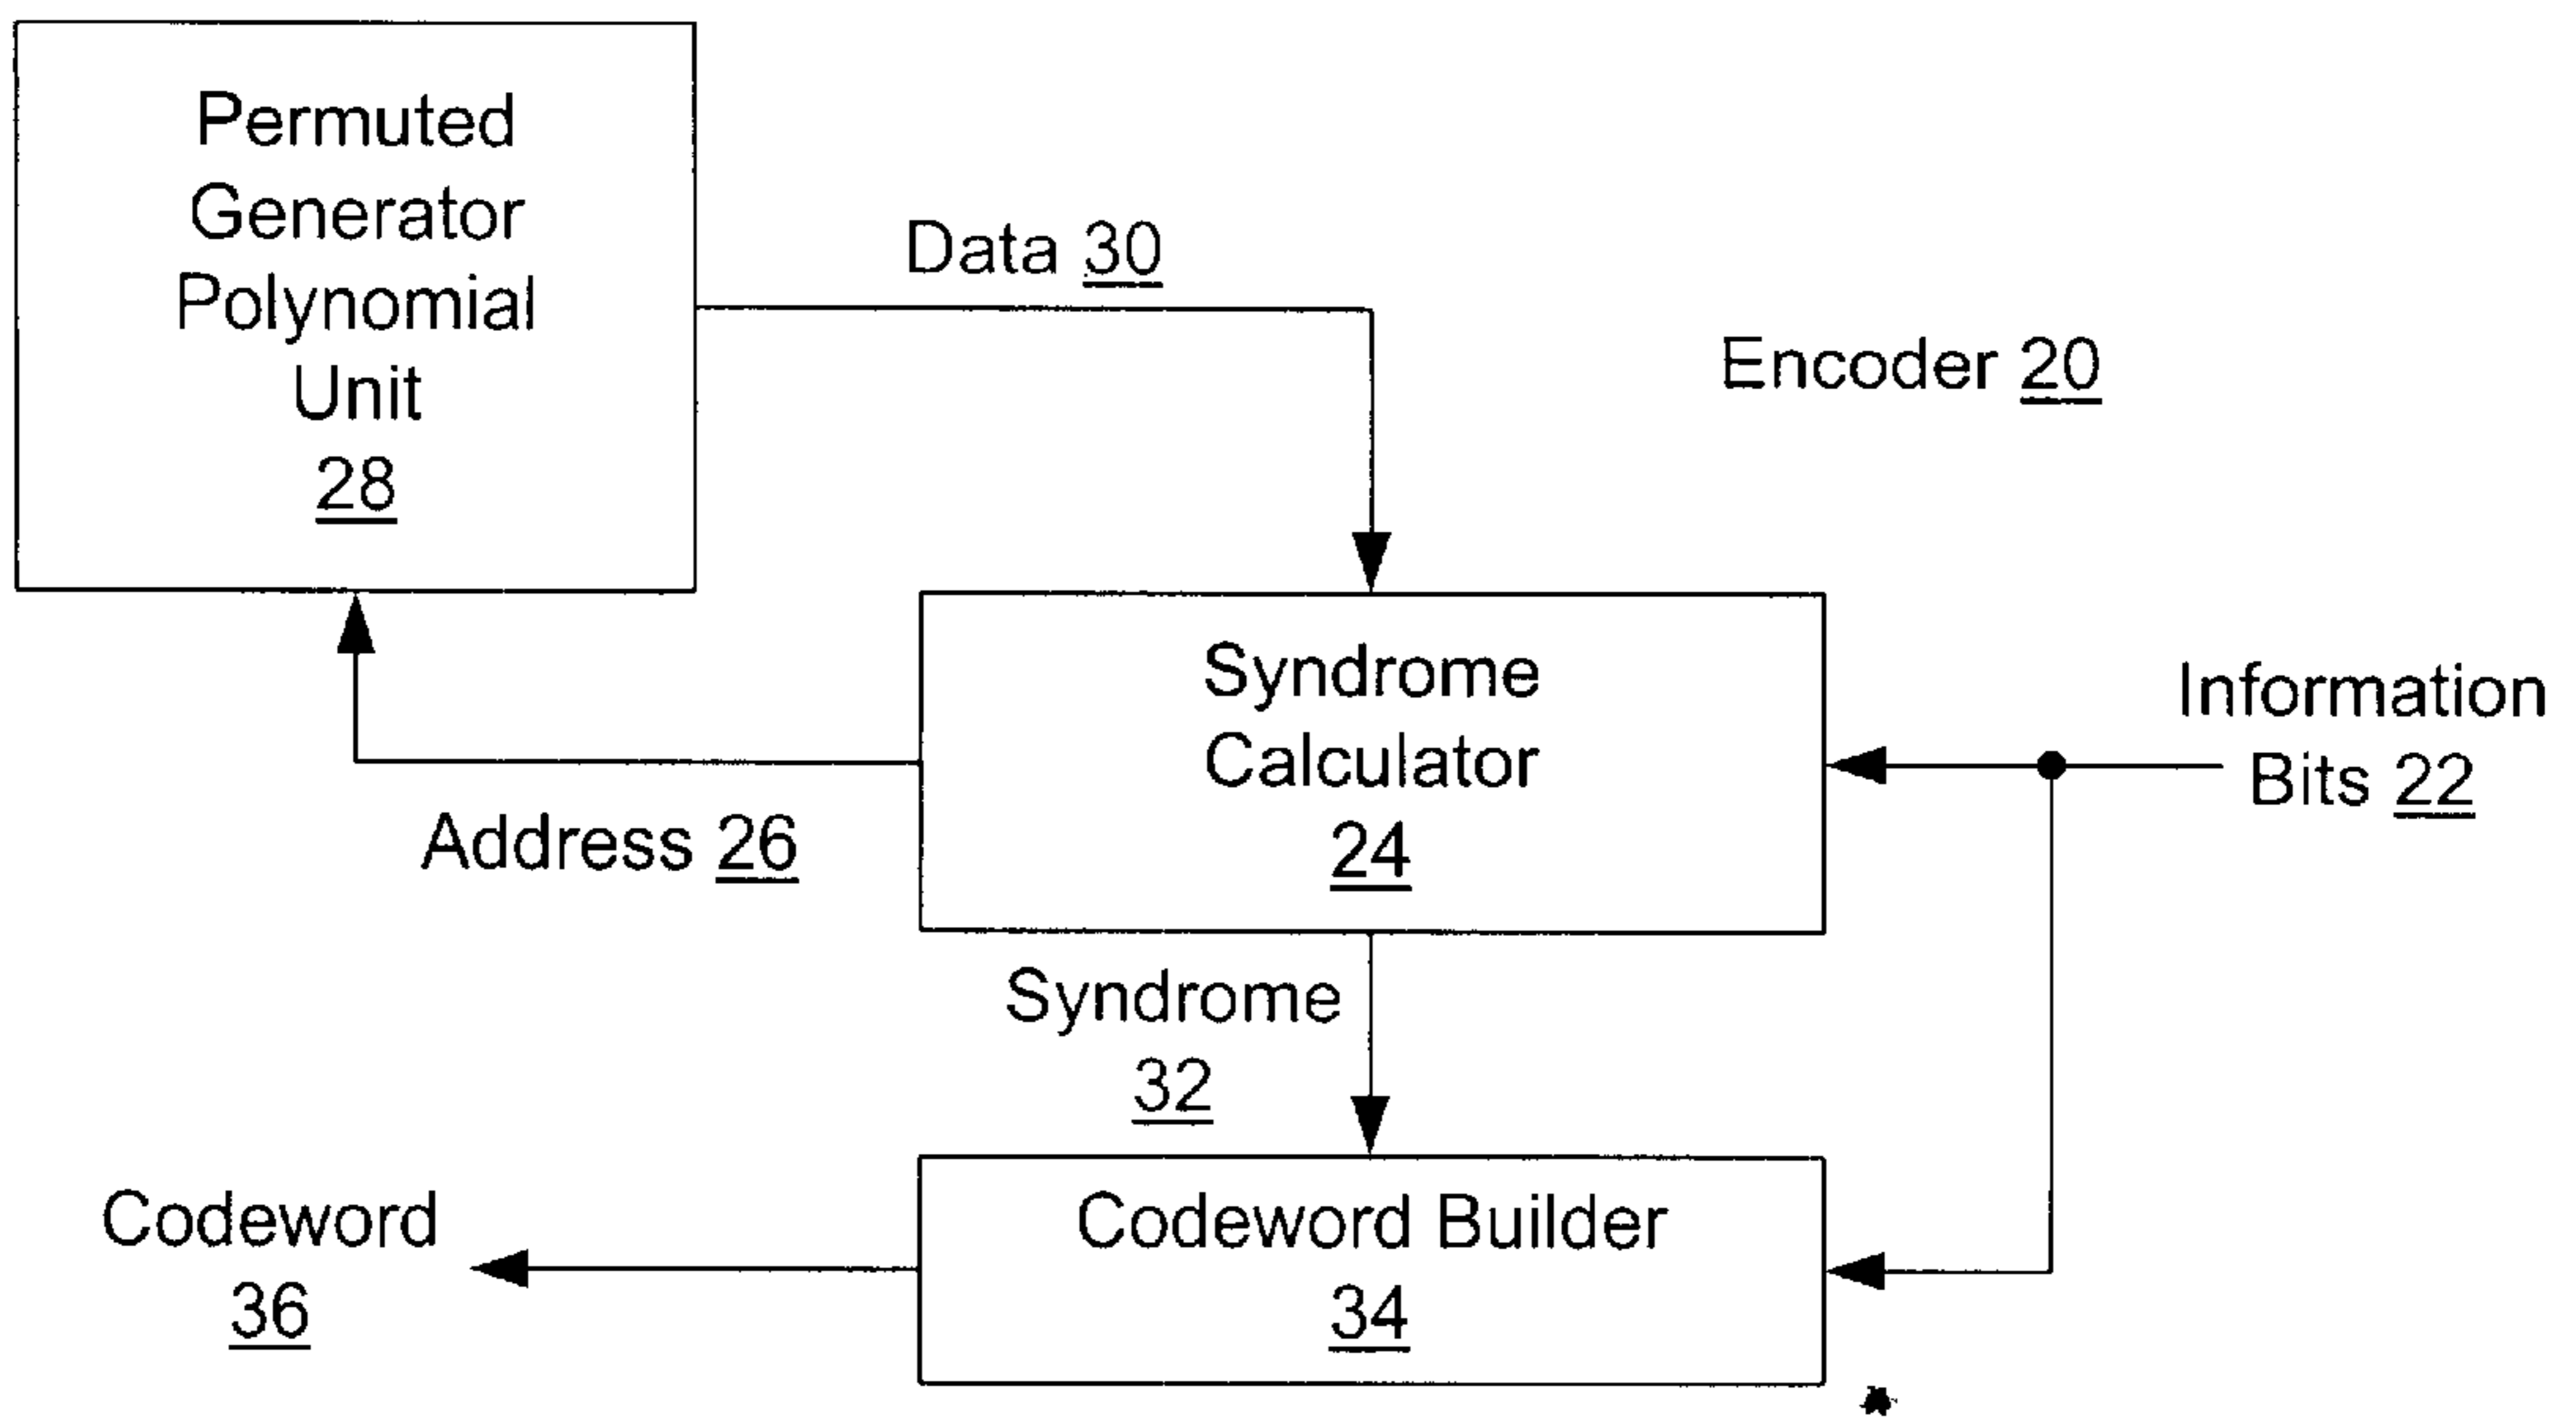 Permuted
Generator
Polynomial
Unit
28
Data 30
Encoder 20
Syndrome
Calculator
24
Information
Bits 22
Address 26
Syndrome
32
Codeword
36
Codeword Builder
34